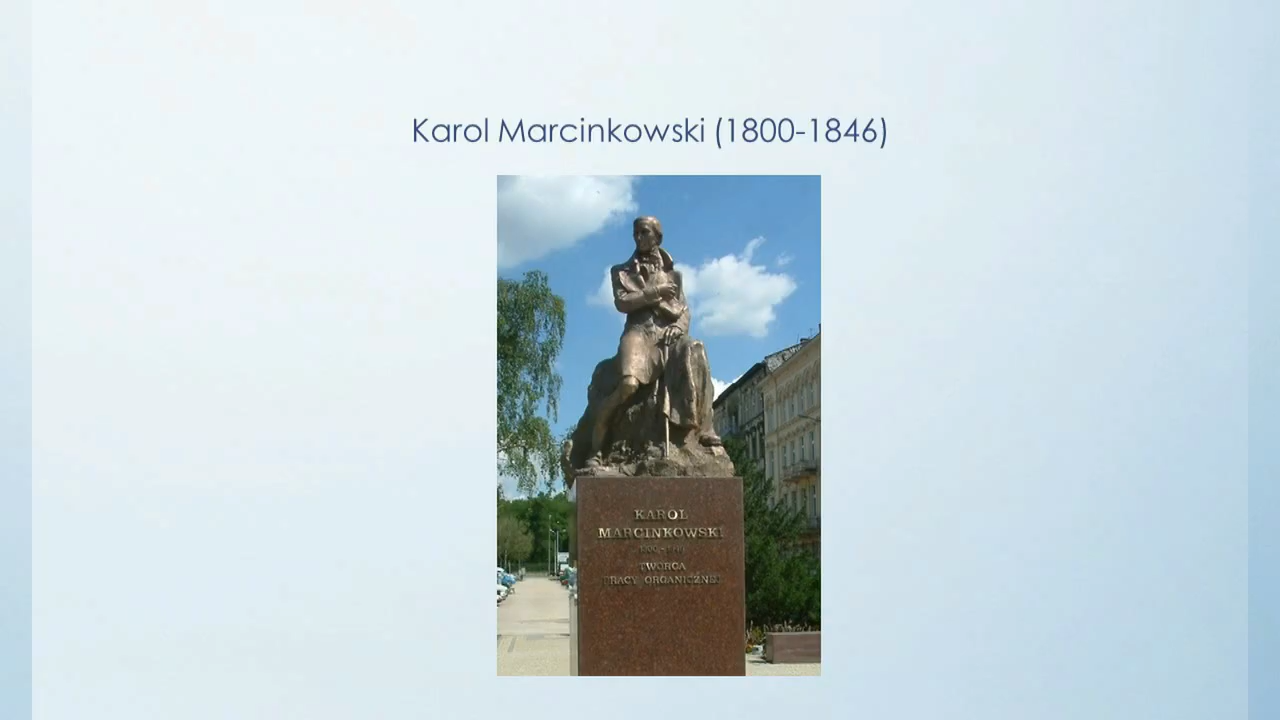 Karol Marcinkowski (1800-1846)
KAROL
MARCINKOWSKI
TWÓRCA
PRACY ORGANICZNEJ